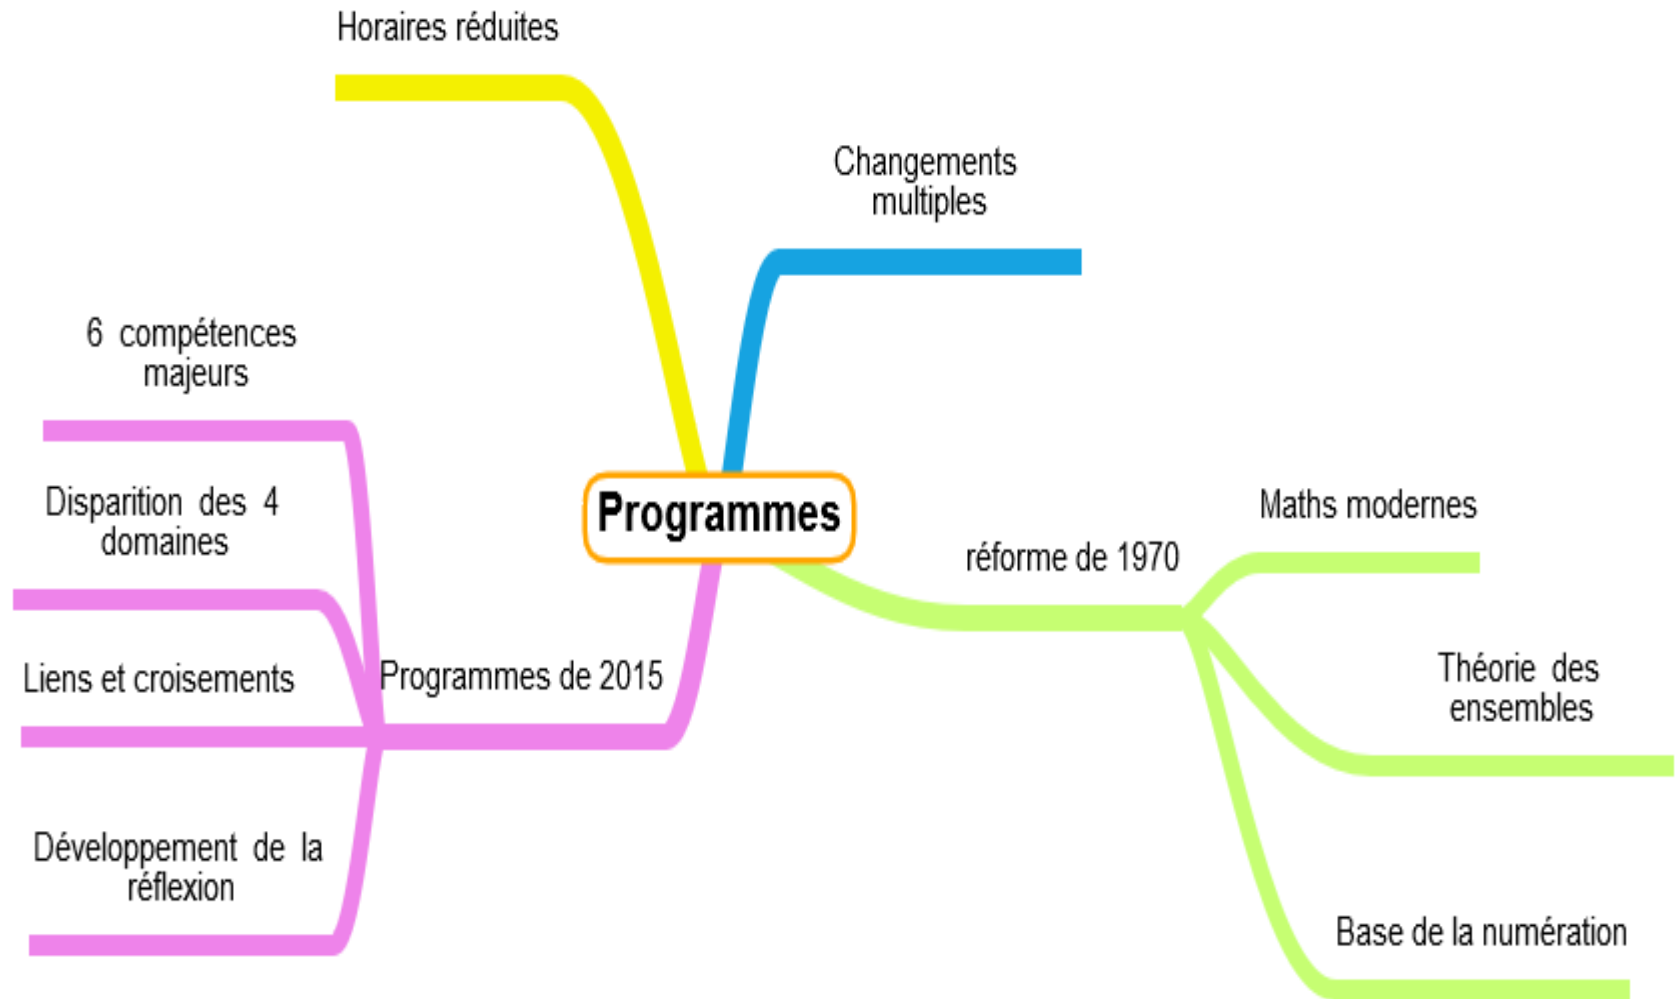 Horaires réduites
Changements
multiples
6 compétences
majeurs
Disparition des 4
domaines
Liens et croisements
Développement de la
réflexion
Programmes de 2015
Programmes
réforme de 1970
Maths modernes
Théorie des
ensembles
Base de la numération